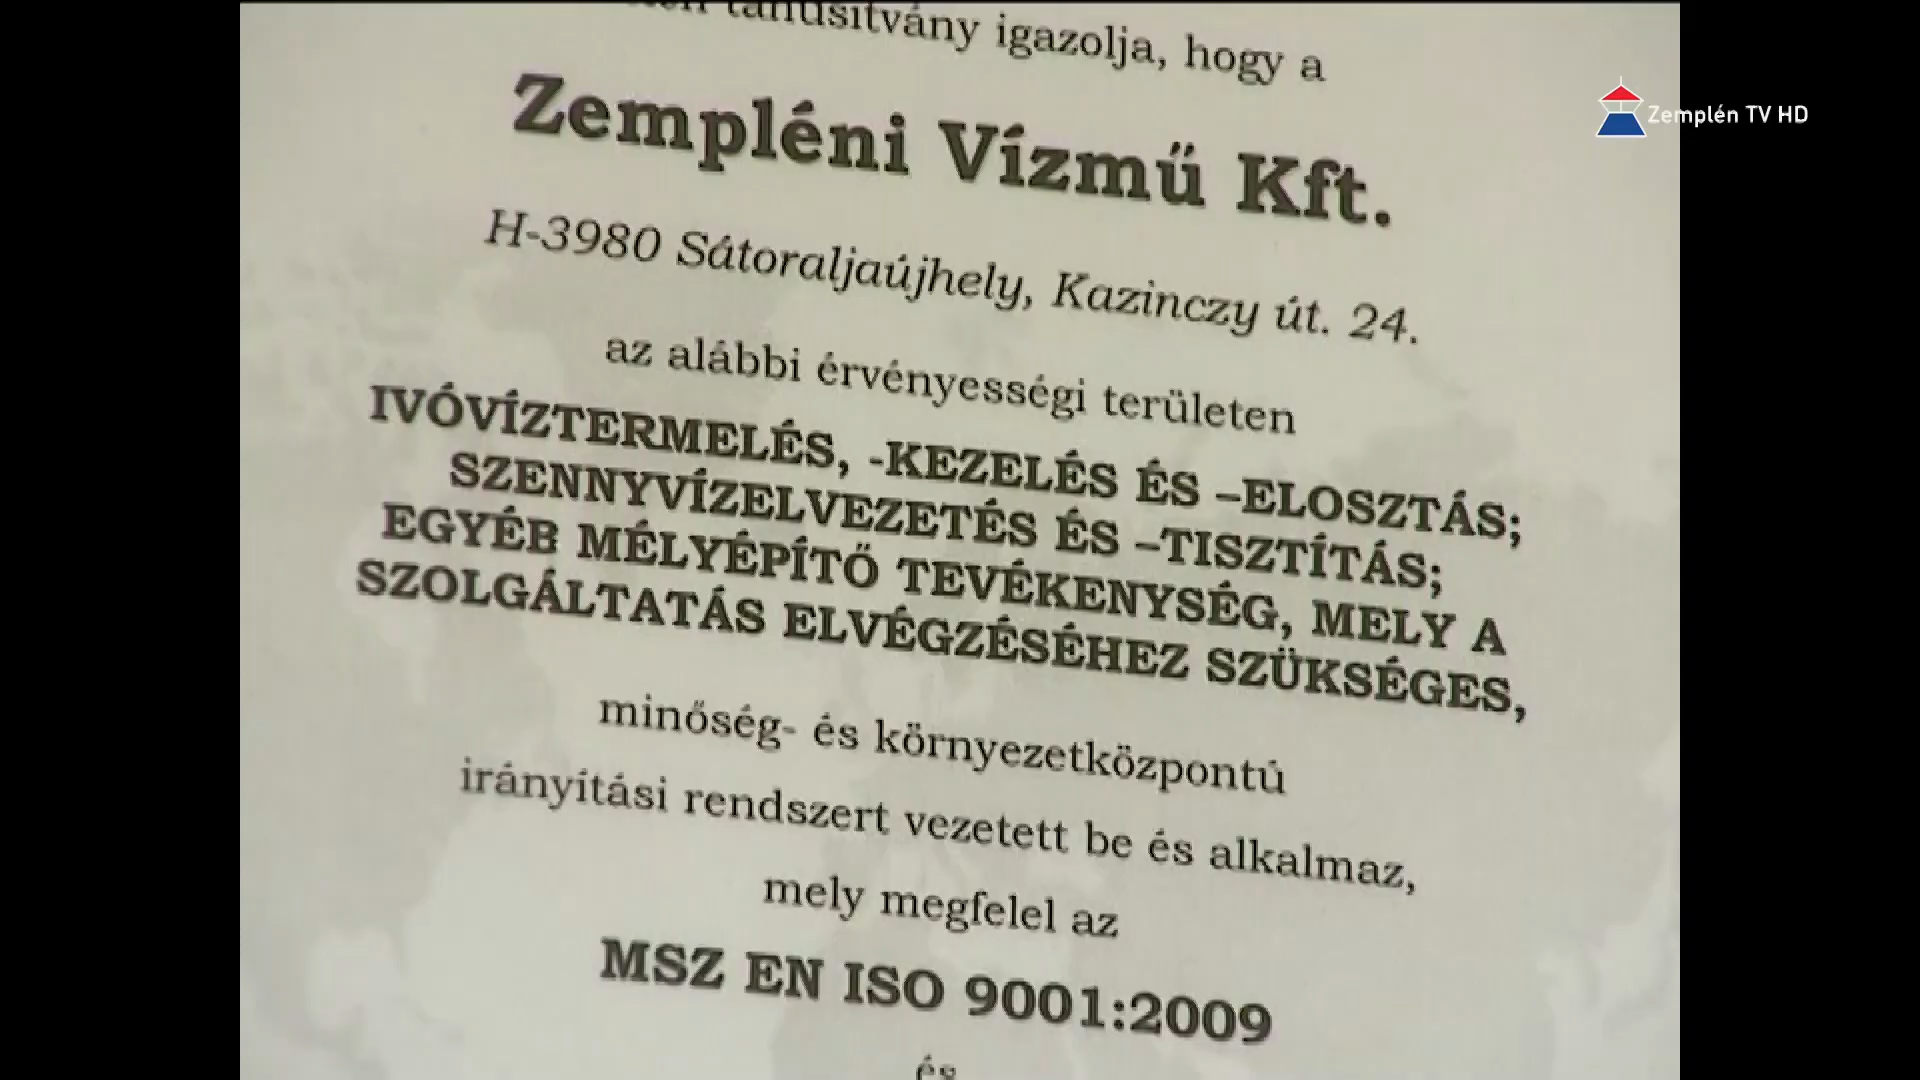 tanúsítvány igazolja, hogy a
Zempléni Vízmű Kft.
Zemplén TV HD
H-3980 Sátoraljaújhely, Kazinczy út. 24.
az alábbi érvényességi területen
IVÓVÍZTERMELÉS, -KEZELÉS ÉS –ELOSZTÁS;
SZENNYVÍZELVEZETÉS ÉS –TISZTÍTÁS;
EGYÉB MÉLYÉPÍTŐ TEVÉKENYSÉG, MELY A
SZOLGÁLTATÁS ELVÉGZÉSÉHEZ SZÜKSÉGES,
minőség- és környezetközpontú
irányítási rendszert vezetett be és alkalmaz,
mely megfelel az
MSZ EN ISO 9001:2009
és